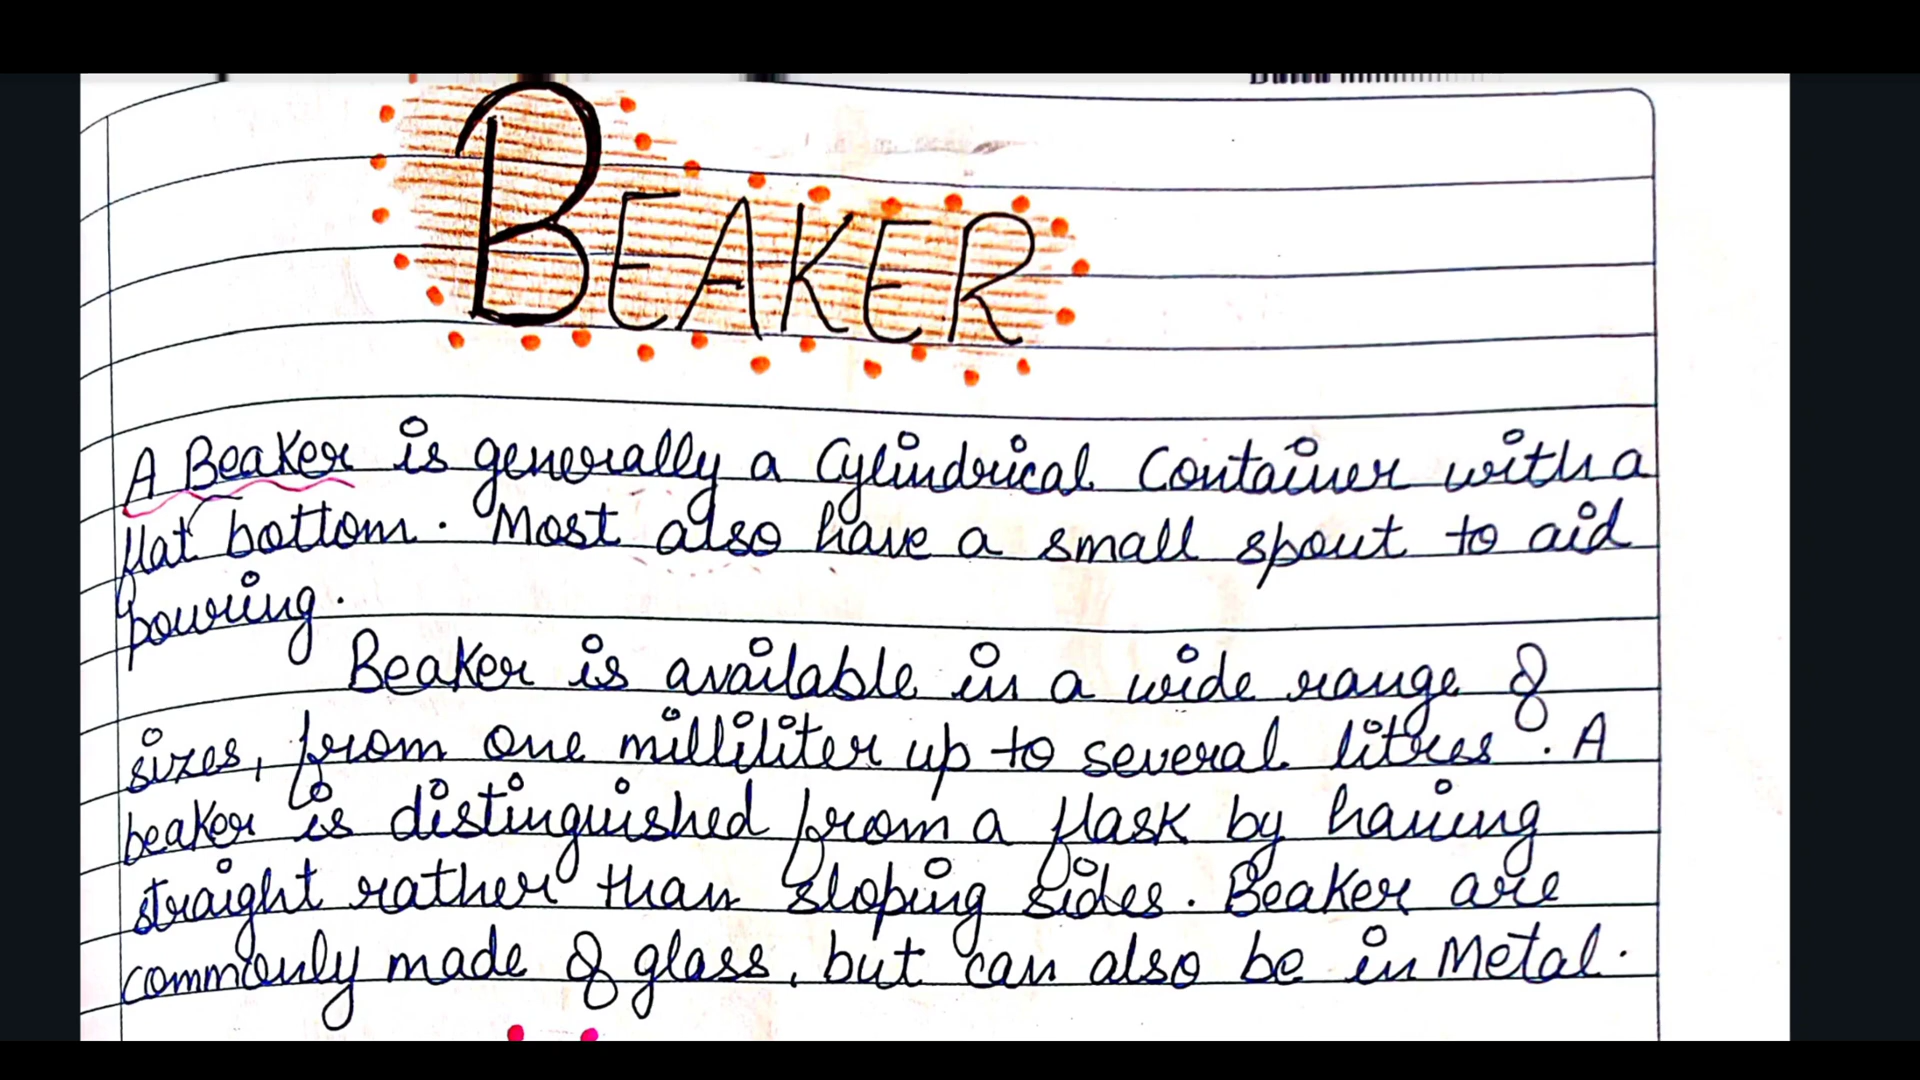 BEAKER
A Beaker is generally a Cylindrical Container with a
flat bottom. Most also have a small spout to aid
pouring.
Beaker is available in a wide range of
sizes, from one milliliter up to several litres. A
beaker is distinguished from a flask by having
straight rather than sloping sides. Beaker are
commonly made of glass, but can also be in Metal.